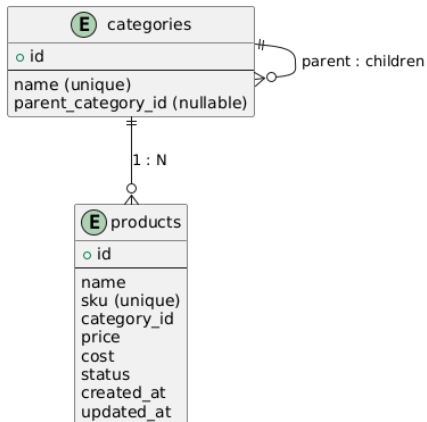 E categories
id
name (unique)
parent_category_id (nullable)
parent : children
1 : N
E products
id
name
sku (unique)
category_id
price
cost
status
created_at
updated_at